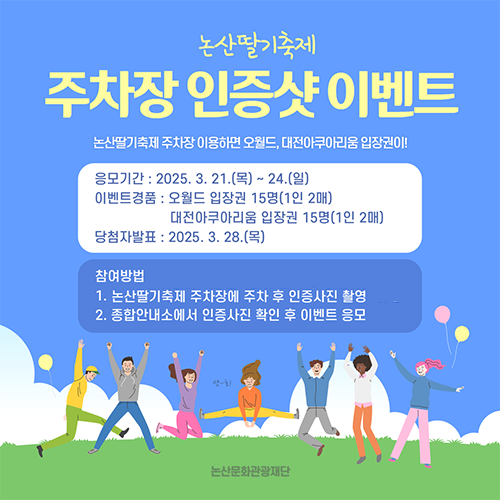 논산딸기축제
주차장 인증샷 이벤트
논산딸기축제 주차장 이용하면 오월드, 대전아쿠아리움 입장권이!
응모기간 : 2025. 3. 21.(목) ~ 24.(일)
이벤트경품 : 오월드 입장권 15명(1인 2매)
대전아쿠아리움 입장권 15명(1인 2매)
당첨자발표 : 2025. 3. 28.(목)
참여방법
1. 논산딸기축제 주차장에 주차 후 인증사진 촬영
2. 종합안내소에서 인증사진 확인 후 이벤트 응모
논산문화관광재단